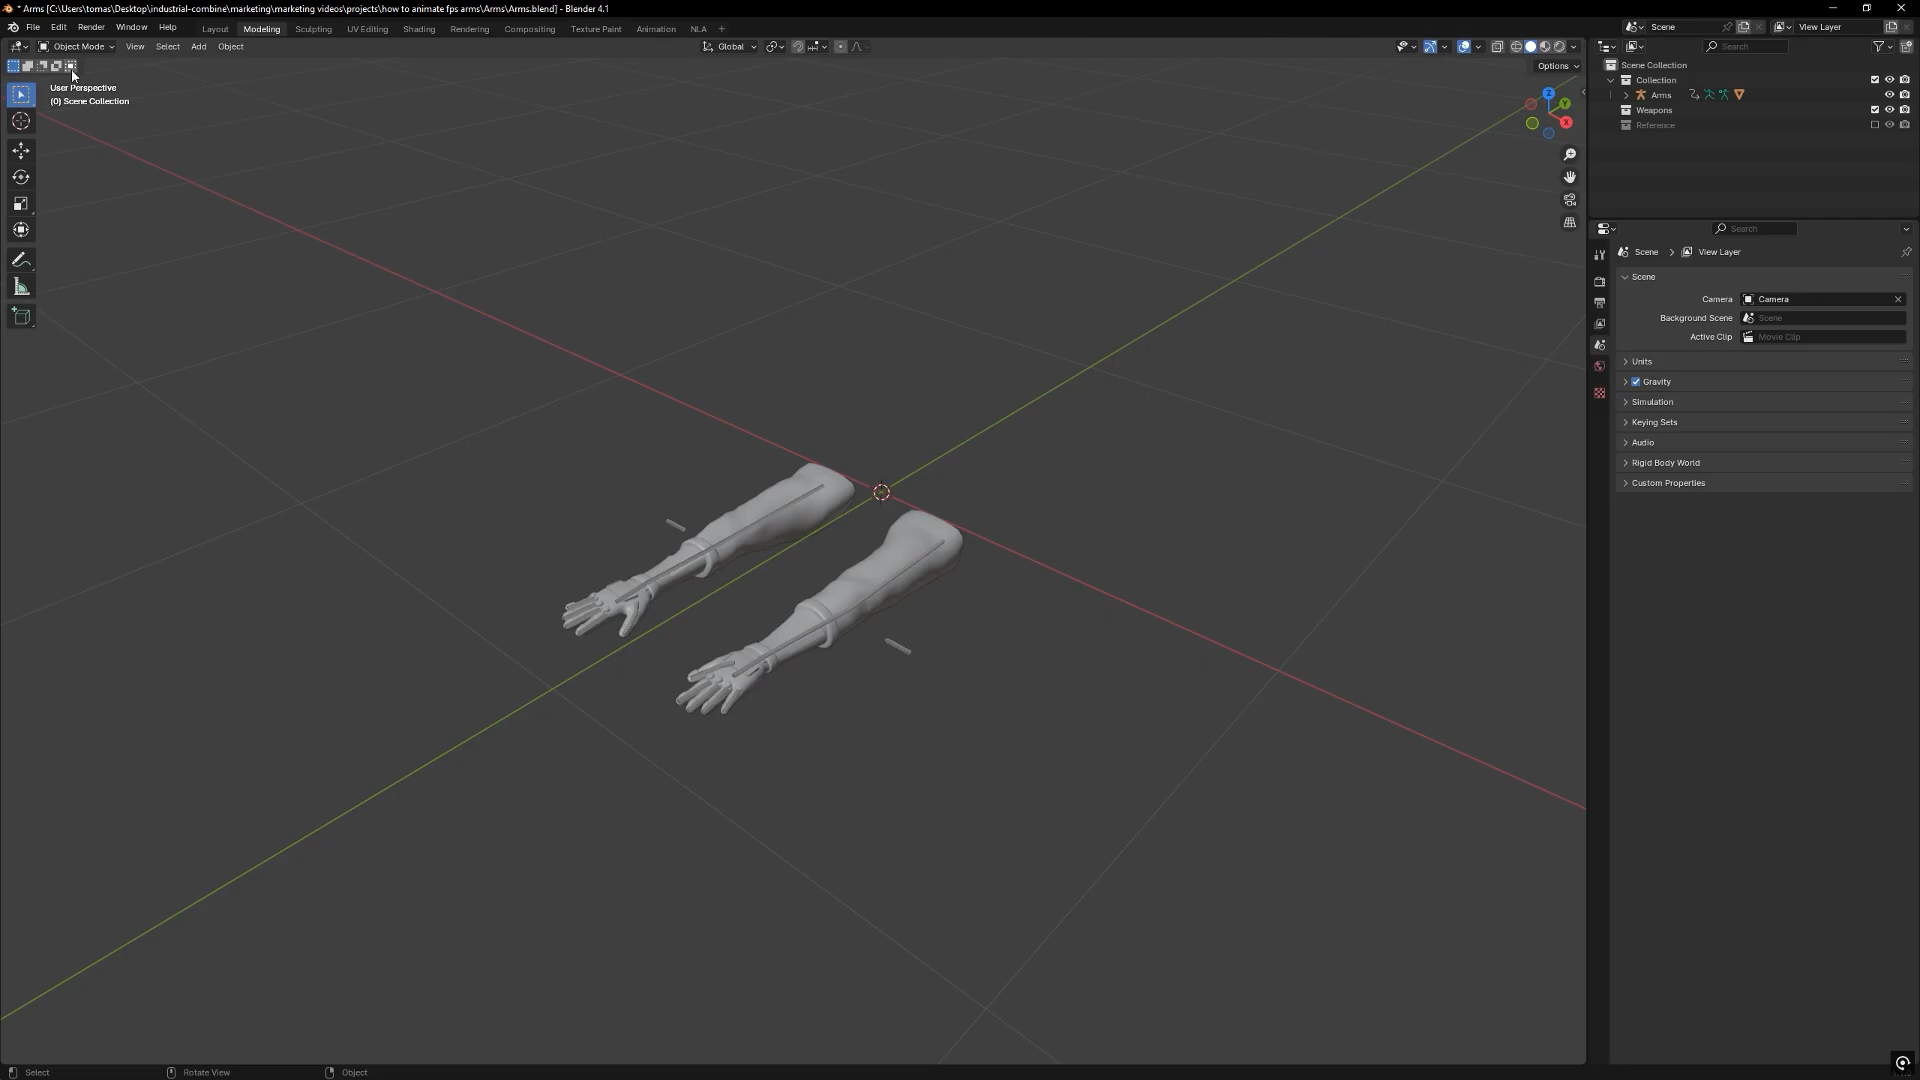 * Arms [C:\Users\tomas\Desktop\industrial-combine\marketing\marketing videos\projects\how to animate fps arms\Arms\Arms.blend] - Blender 4.1
File Edit Render Window Help Layout Modeling Sculpting UV Editing Shading Rendering Compositing Texture Paint Animation NLA + Scene View Layer
Object Mode View Select Add Object Global Search
Options
User Perspective
(0) Scene Collection
Z
Y
X
Scene Collection
Collection
Arms
Weapons
Reference
Search
Scene > View Layer
Scene
Camera Camera
Background Scene Scene
Active Clip Movie Clip
Units
Gravity
Simulation
Keying Sets
Audio
Rigid Body World
Custom Properties
Select Rotate View Object